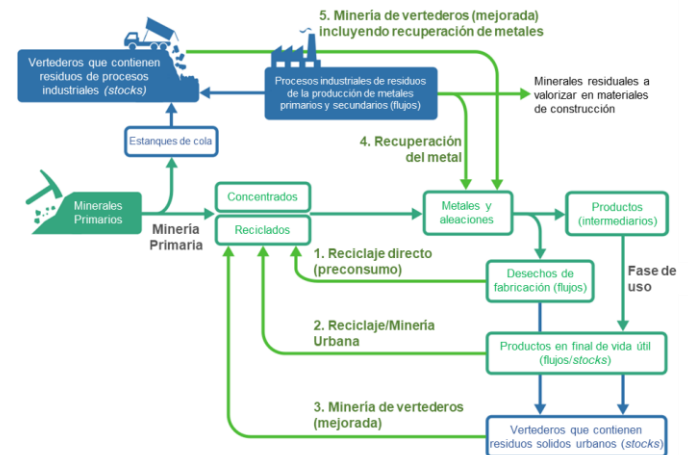 5. Minería de vertederos (mejorada)
incluyendo recuperación de metales
Vertederos que contienen
residuos de procesos
industriales (stocks)
Procesos industriales de residuos
de la producción de metales
primarios y secundarios (flujos)
Minerales residuales a
valorizar en materiales
de construcción
Estanques de cola
4. Recuperación
del metal
Minerales
Primarios
Minería
Primaria
Concentrados
Reciclados
Metales y
aleaciones
Productos
(intermediarios)
1. Reciclaje directo
(preconsumo)
Desechos de
fabricación (flujos)
Fase de
uso
2. Reciclaje/Minería
Urbana
Productos en final de vida útil
(flujos/stocks)
3. Minería de vertederos
(mejorada)
Vertederos que contienen
residuos solidos urbanos (stocks)